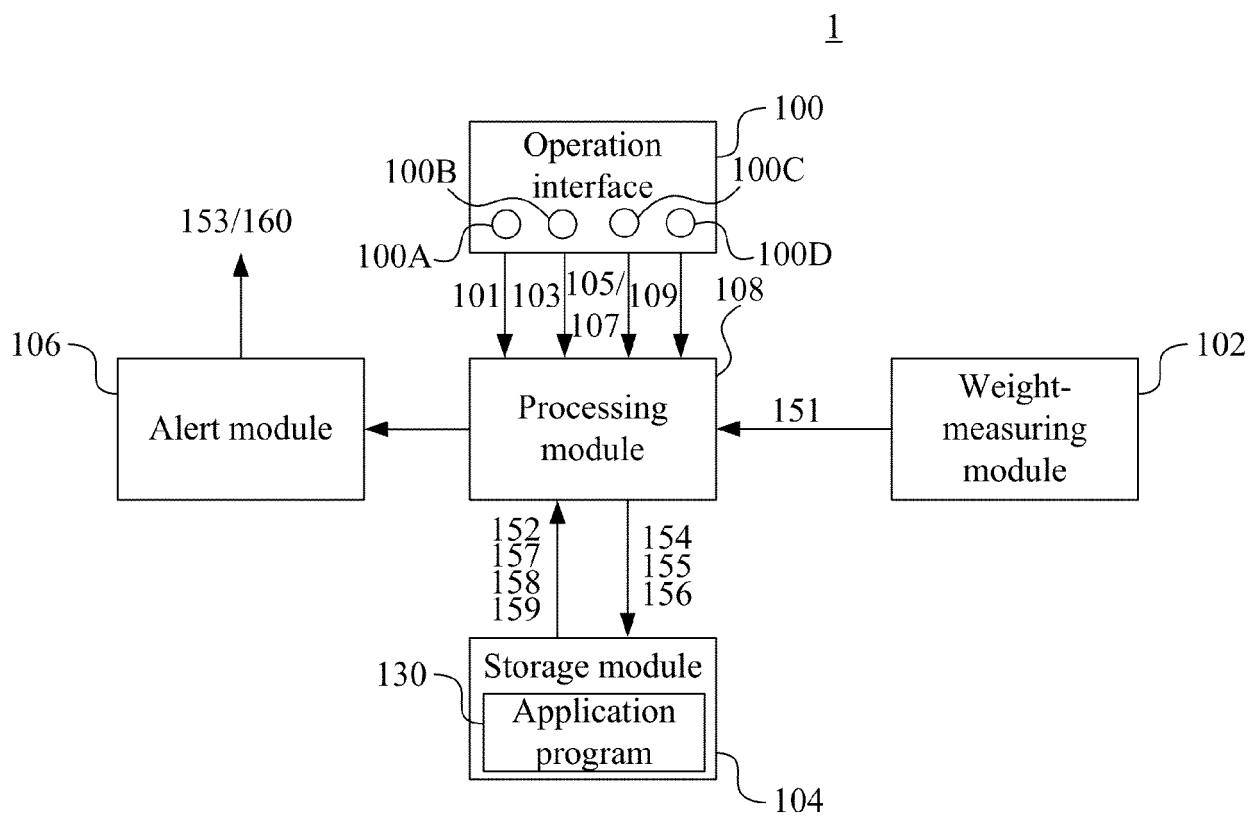 1
100
Operation
interface
100B
100C
100A
100D
153/160
101
103
105/
107
109
108
106
102
Alert module
Processing
module
151
Weight-
measuring
module
152
157
158
159
154
155
156
Storage module
130
Application
program
104